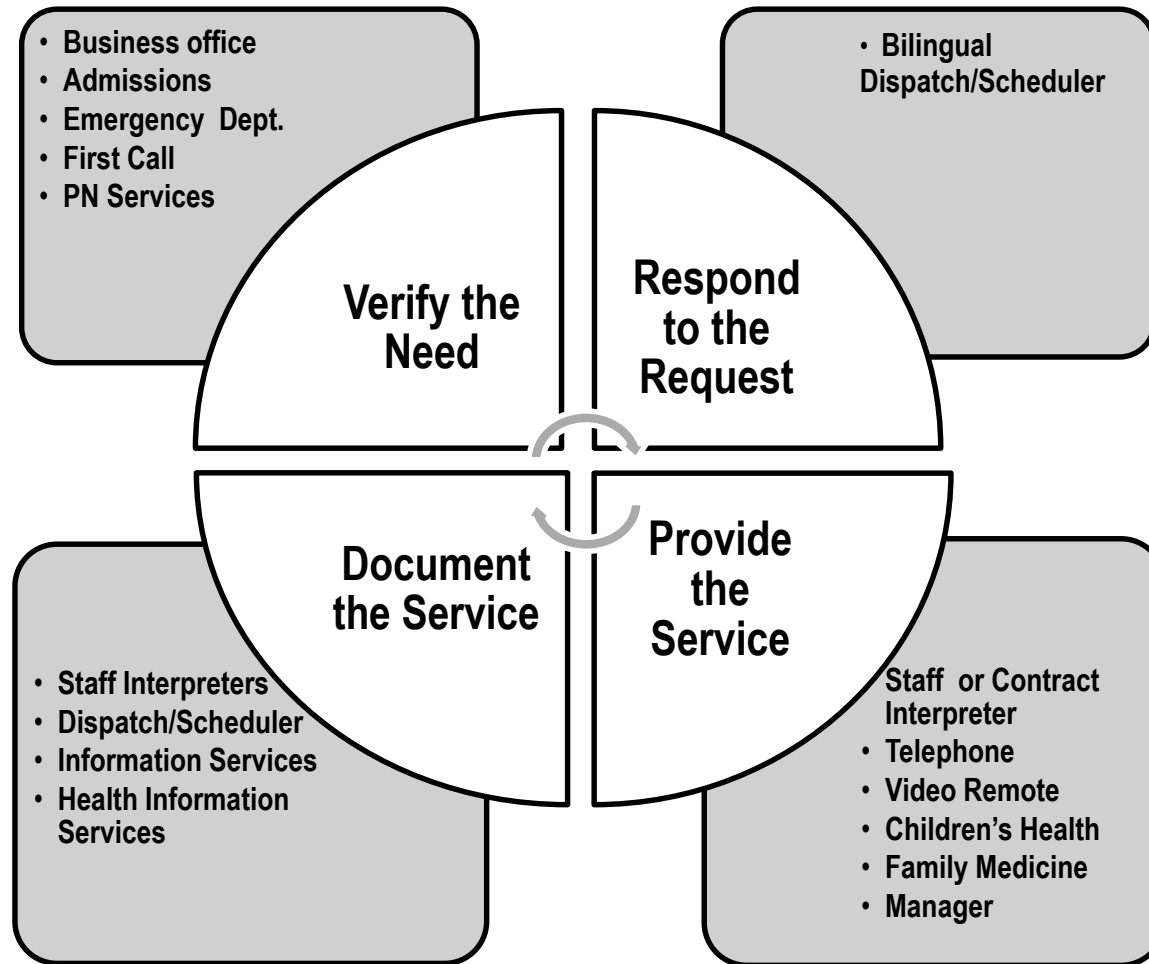 • Business office
• Admissions
• Emergency Dept.
• First Call
• PN Services
• Bilingual
Dispatch/Scheduler
Verify the
Need
Respond
to the
Request
Document
the Service
Provide
the
Service
• Staff Interpreters
• Dispatch/Scheduler
• Information Services
• Health Information
Services
Staff or Contract
Interpreter
• Telephone
• Video Remote
• Children’s Health
• Family Medicine
• Manager